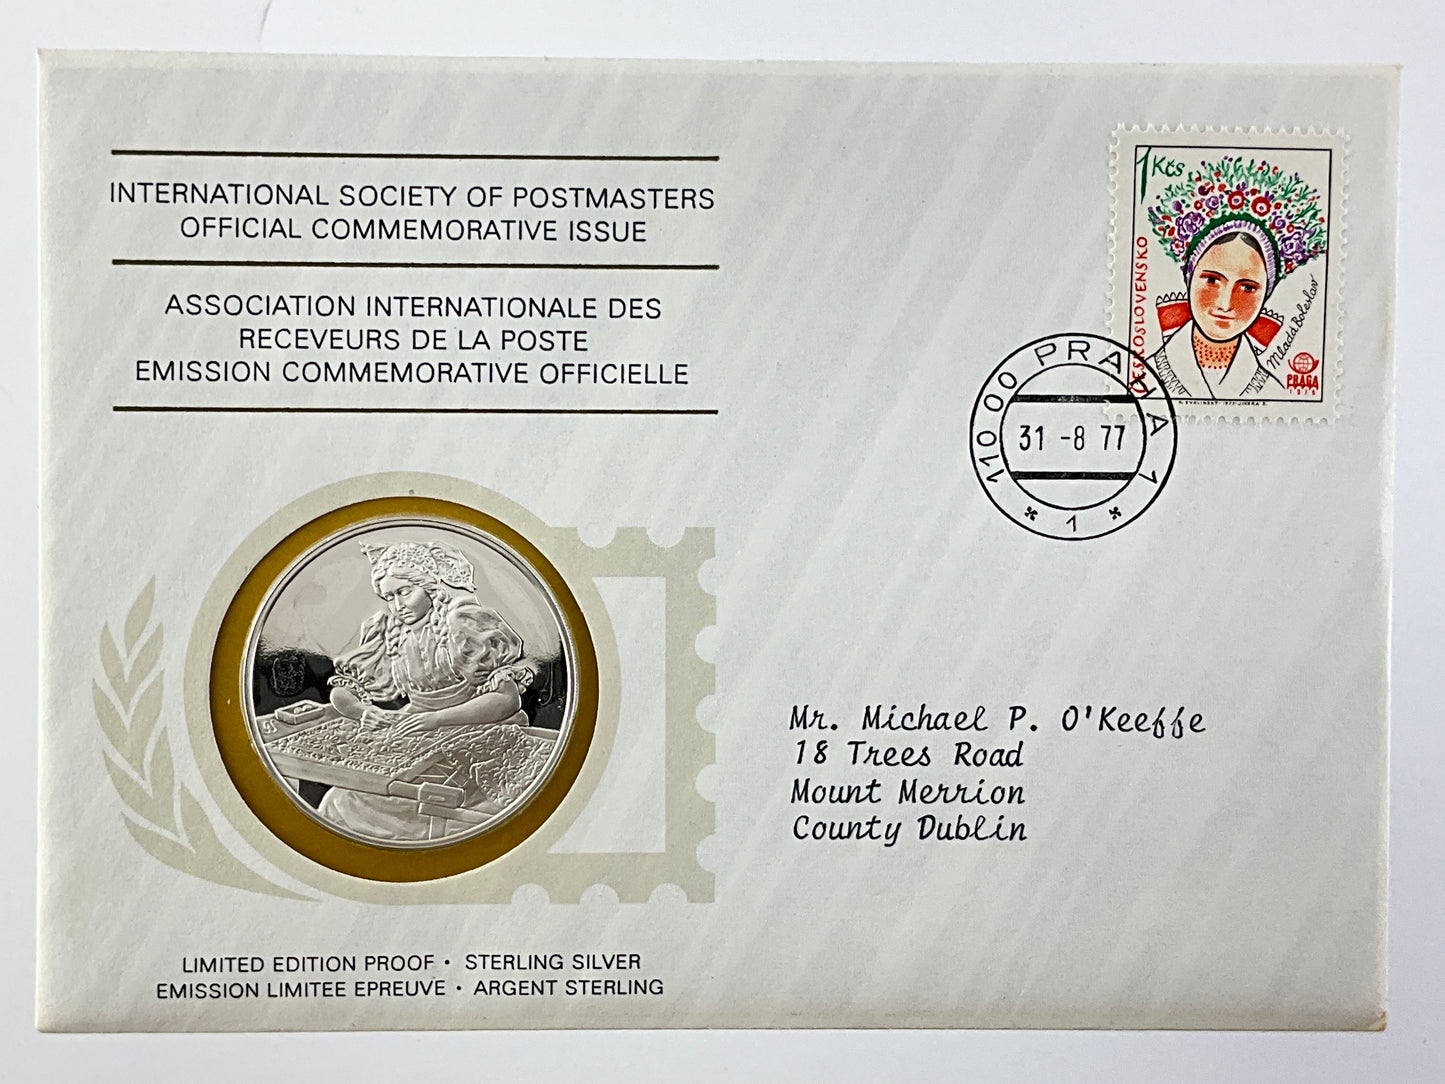 INTERNATIONAL SOCIETY OF POSTMASTERS
OFFICIAL COMMEMORATIVE ISSUE
ASSOCIATION INTERNATIONALE DES
RECEVEURS DE LA POSTE
EMISSION COMMEMORATIVE OFFICIELLE
1 Kčs
ČESKOSLOVENSKO
Mladá Boleslav
PRAGA
1978
110 00 PRAHA 1
31 -8 77
1
Mr. Michael P. O'Keeffe
18 Trees Road
Mount Merrion
County Dublin
LIMITED EDITION PROOF · STERLING SILVER
EMISSION LIMITEE EPREUVE · ARGENT STERLING